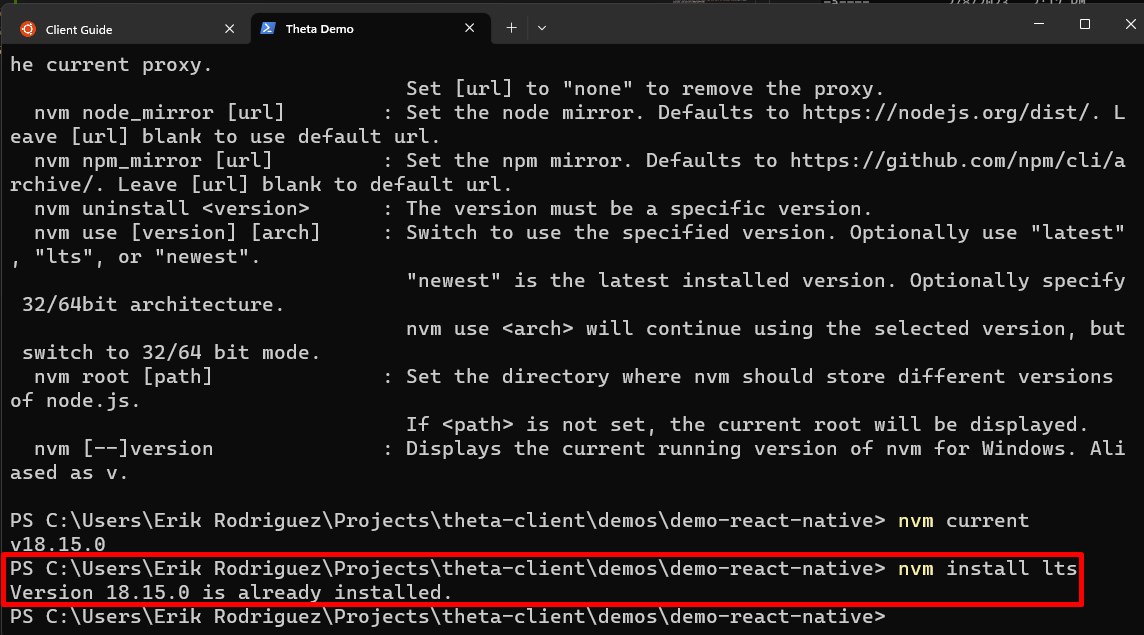 Client Guide
Theta Demo
he current proxy.
Set [url] to "none" to remove the proxy.
nvm node_mirror [url] : Set the node mirror. Defaults to https://nodejs.org/dist/. L
eave [url] blank to use default url.
nvm npm_mirror [url] : Set the npm mirror. Defaults to https://github.com/npm/cli/a
rchive/. Leave [url] blank to default url.
nvm uninstall <version> : The version must be a specific version.
nvm use [version] [arch] : Switch to use the specified version. Optionally use "latest"
, "lts", or "newest".
"newest" is the latest installed version. Optionally specify
32/64bit architecture.
nvm use <arch> will continue using the selected version, but
switch to 32/64 bit mode.
nvm root [path] : Set the directory where nvm should store different versions
of node.js.
If <path> is not set, the current root will be displayed.
nvm [--]version : Displays the current running version of nvm for Windows. Ali
ased as v.
PS C:\Users\Erik Rodriguez\Projects\theta-client\demos\demo-react-native> nvm current
v18.15.0
PS C:\Users\Erik Rodriguez\Projects\theta-client\demos\demo-react-native> nvm install lts
Version 18.15.0 is already installed.
PS C:\Users\Erik Rodriguez\Projects\theta-client\demos\demo-react-native>